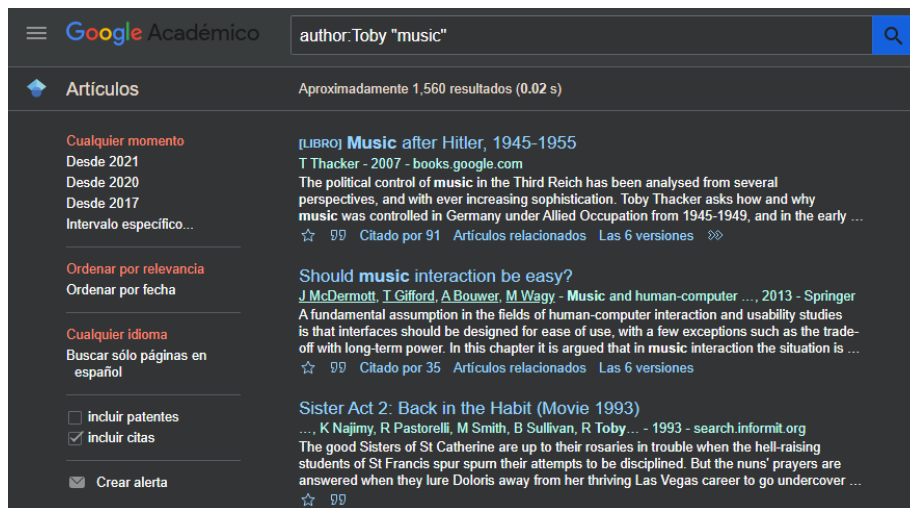 Google Académico
author:Toby "music"
Artículos
Aproximadamente 1,560 resultados (0.02 s)
Cualquier momento
Desde 2021
Desde 2020
Desde 2017
Intervalo específico...
Ordenar por relevancia
Ordenar por fecha
Cualquier idioma
Buscar sólo páginas en
español
incluir patentes
incluir citas
Crear alerta
[LIBRO] Music after Hitler, 1945-1955
T Thacker - 2007 - books.google.com
The political control of music in the Third Reich has been analysed from several
perspectives, and with ever increasing sophistication. Toby Thacker asks how and why
music was controlled in Germany under Allied Occupation from 1945-1949, and in the early …
Citado por 91 Artículos relacionados Las 6 versiones
Should music interaction be easy?
J McDermott, T Gifford, A Bouwer, M Wagy - Music and human-computer …, 2013 - Springer
A fundamental assumption in the fields of human-computer interaction and usability studies
is that interfaces should be designed for ease of use, with a few exceptions such as the trade-
off with long-term power. In this chapter it is argued that in music interaction the situation is …
Citado por 35 Artículos relacionados Las 6 versiones
Sister Act 2: Back in the Habit (Movie 1993)
…, K Najimy, R Pastorelli, M Smith, B Sullivan, R Toby… - 1993 - search.informit.org
The good Sisters of St Catherine are up to their rosaries in trouble when the hell-raising
students of St Francis spur spurn their attempts to be disciplined. But the nuns' prayers are
answered when they lure Doloris away from her thriving Las Vegas career to go undercover …